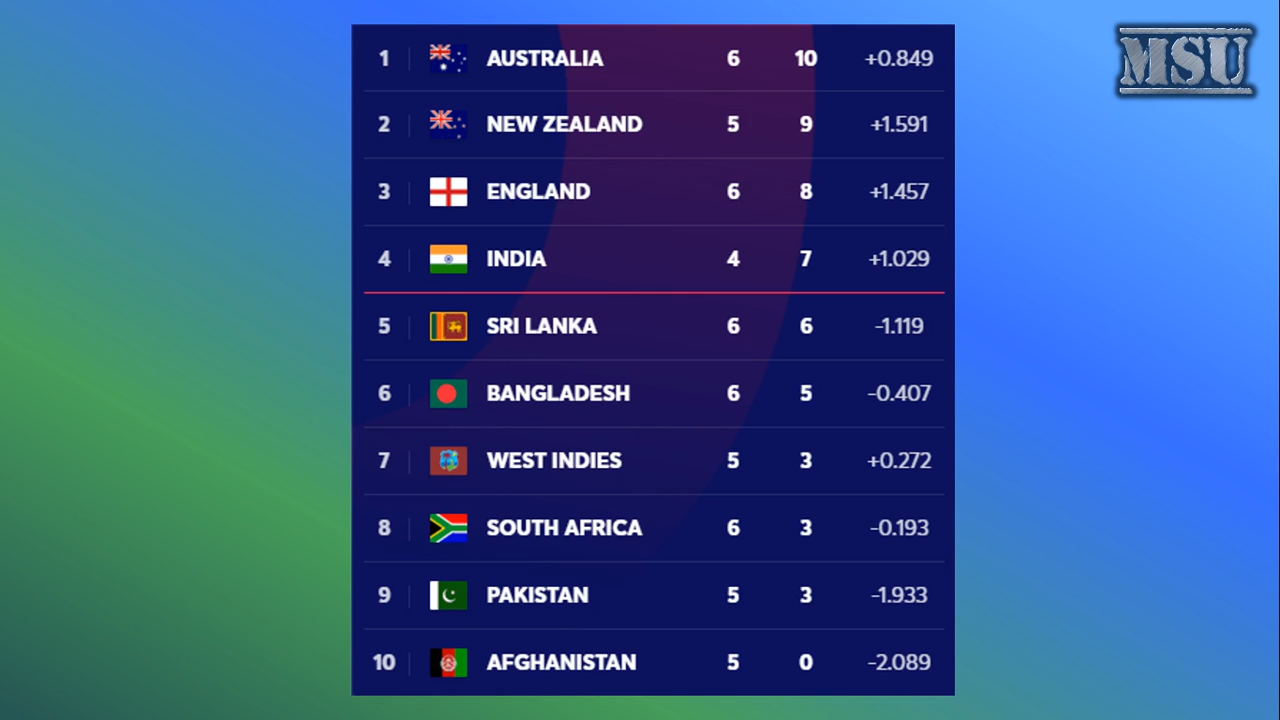 MSU
1 AUSTRALIA 6 10 +0.849
2 NEW ZEALAND 5 9 +1.591
3 ENGLAND 6 8 +1.457
4 INDIA 4 7 +1.029
5 SRI LANKA 6 6 -1.119
6 BANGLADESH 6 5 -0.407
7 WEST INDIES 5 3 +0.272
8 SOUTH AFRICA 6 3 -0.193
9 PAKISTAN 5 3 -1.933
10 AFGHANISTAN 5 0 -2.089